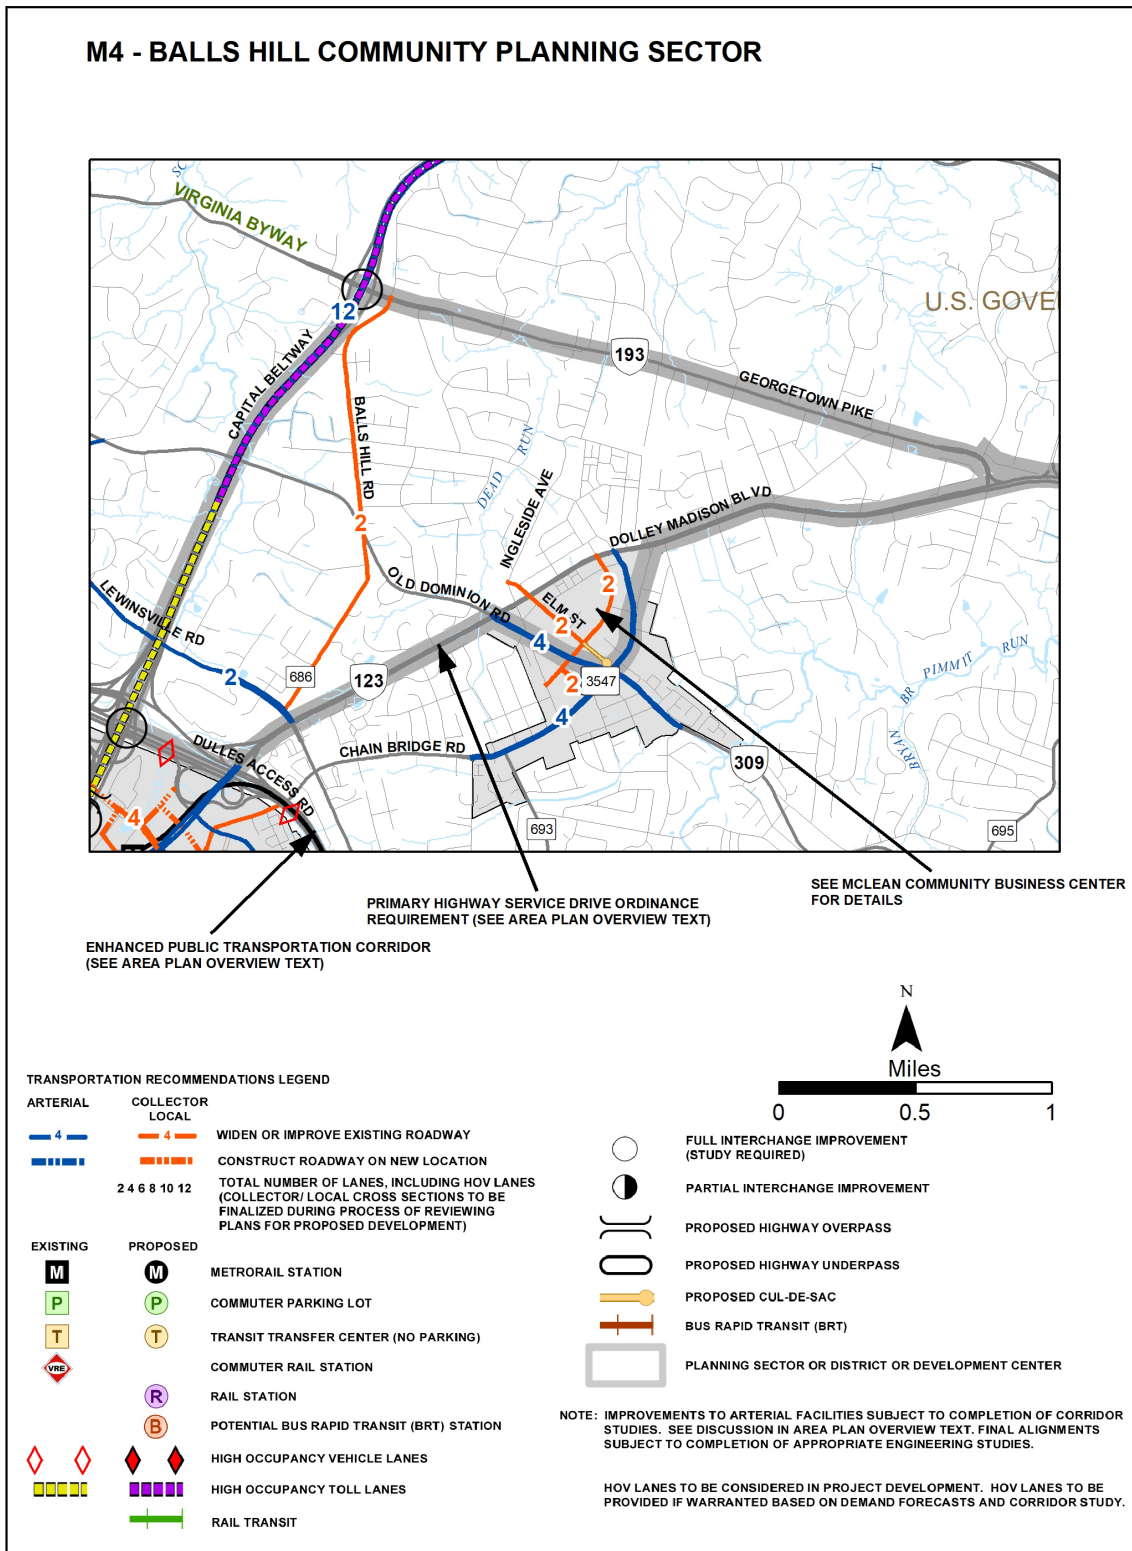 M4 - BALLS HILL COMMUNITY PLANNING SECTOR
SC
T
VIRGINIA BYWAY
12
U.S. GOVE
CAPITAL BELTWAY
193
GEORGETOWN PIKE
BALLS HILL RD
DEAD RUN
INGLESIDE AVE
DOLLEY MADISON BLVD
2
OLD DOMINION RD
LEWINSVILLE RD
ELM ST
2
2
4
2
2
686
123
3547
4
BR PIMMIT RUN
BRYAN
DULLES ACCESS RD
CHAIN BRIDGE RD
309
4
693
695
SEE MCLEAN COMMUNITY BUSINESS CENTER
FOR DETAILS
PRIMARY HIGHWAY SERVICE DRIVE ORDINANCE
REQUIREMENT (SEE AREA PLAN OVERVIEW TEXT)
ENHANCED PUBLIC TRANSPORTATION CORRIDOR
(SEE AREA PLAN OVERVIEW TEXT)
N
Miles
0 0.5 1
TRANSPORTATION RECOMMENDATIONS LEGEND
ARTERIAL COLLECTOR
LOCAL
4 4 WIDEN OR IMPROVE EXISTING ROADWAY
CONSTRUCT ROADWAY ON NEW LOCATION
2 4 6 8 10 12 TOTAL NUMBER OF LANES, INCLUDING HOV LANES
(COLLECTOR/ LOCAL CROSS SECTIONS TO BE
FINALIZED DURING PROCESS OF REVIEWING
PLANS FOR PROPOSED DEVELOPMENT)
EXISTING PROPOSED
M M METRORAIL STATION
P P COMMUTER PARKING LOT
T T TRANSIT TRANSFER CENTER (NO PARKING)
VRE COMMUTER RAIL STATION
R RAIL STATION
B POTENTIAL BUS RAPID TRANSIT (BRT) STATION
HIGH OCCUPANCY VEHICLE LANES
HIGH OCCUPANCY TOLL LANES
RAIL TRANSIT
FULL INTERCHANGE IMPROVEMENT
(STUDY REQUIRED)
PARTIAL INTERCHANGE IMPROVEMENT
PROPOSED HIGHWAY OVERPASS
PROPOSED HIGHWAY UNDERPASS
PROPOSED CUL-DE-SAC
BUS RAPID TRANSIT (BRT)
PLANNING SECTOR OR DISTRICT OR DEVELOPMENT CENTER
NOTE: IMPROVEMENTS TO ARTERIAL FACILITIES SUBJECT TO COMPLETION OF CORRIDOR
STUDIES. SEE DISCUSSION IN AREA PLAN OVERVIEW TEXT. FINAL ALIGNMENTS
SUBJECT TO COMPLETION OF APPROPRIATE ENGINEERING STUDIES.
HOV LANES TO BE CONSIDERED IN PROJECT DEVELOPMENT. HOV LANES TO BE
PROVIDED IF WARRANTED BASED ON DEMAND FORECASTS AND CORRIDOR STUDY.